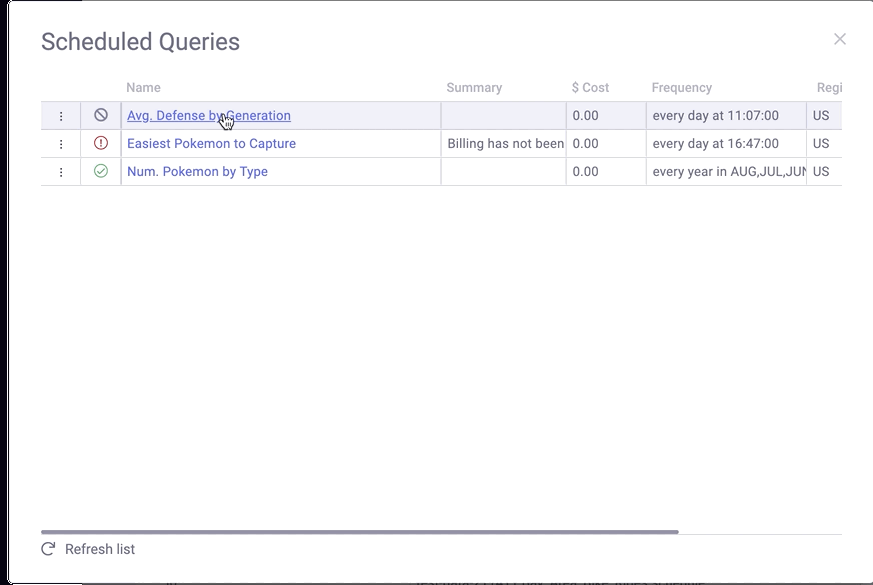 Scheduled Queries
Name Summary $ Cost Frequency Regi
Avg. Defense by Generation 0.00 every day at 11:07:00 US
Easiest Pokemon to Capture Billing has not been 0.00 every day at 16:47:00 US
Num. Pokemon by Type 0.00 every year in AUG,JUL,JUN US
Refresh list